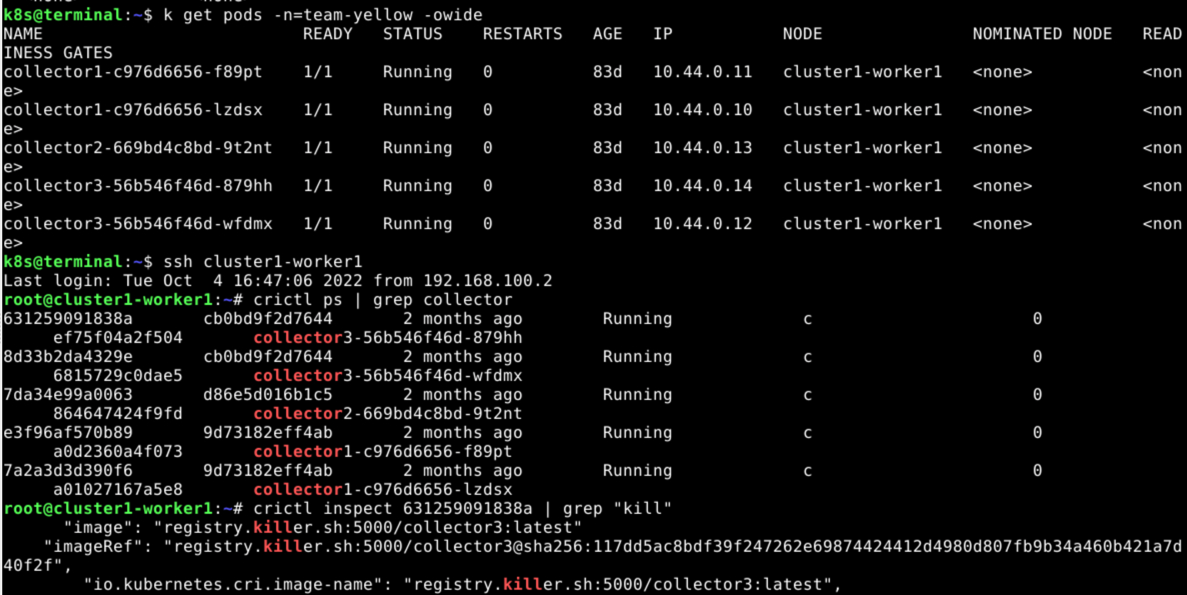 k8s@terminal:~$ k get pods -n=team-yellow -owide
NAME READY STATUS RESTARTS AGE IP NODE NOMINATED NODE READ
INESS GATES
collector1-c976d6656-f89pt 1/1 Running 0 83d 10.44.0.11 cluster1-worker1 <none> <non
e>
collector1-c976d6656-lzdsx 1/1 Running 0 83d 10.44.0.10 cluster1-worker1 <none> <non
e>
collector2-669bd4c8bd-9t2nt 1/1 Running 0 83d 10.44.0.13 cluster1-worker1 <none> <non
e>
collector3-56b546f46d-879hh 1/1 Running 0 83d 10.44.0.14 cluster1-worker1 <none> <non
e>
collector3-56b546f46d-wfdmx 1/1 Running 0 83d 10.44.0.12 cluster1-worker1 <none> <non
e>
k8s@terminal:~$ ssh cluster1-worker1
Last login: Tue Oct  4 16:47:06 2022 from 192.168.100.2
root@cluster1-worker1:~# crictl ps | grep collector
631259091838a cb0bd9f2d7644 2 months ago Running c 0
ef75f04a2f504 collector3-56b546f46d-879hh
8d33b2da4329e cb0bd9f2d7644 2 months ago Running c 0
6815729c0dae5 collector3-56b546f46d-wfdmx
7da34e99a0063 d86e5d016b1c5 2 months ago Running c 0
864647424f9fd collector2-669bd4c8bd-9t2nt
e3f96af570b89 9d73182eff4ab 2 months ago Running c 0
a0d2360a4f073 collector1-c976d6656-f89pt
7a2a3d3d390f6 9d73182eff4ab 2 months ago Running c 0
a01027167a5e8 collector1-c976d6656-lzdsx
root@cluster1-worker1:~# crictl inspect 631259091838a | grep "kill"
"image": "registry.killer.sh:5000/collector3:latest"
"imageRef": "registry.killer.sh:5000/collector3@sha256:117dd5ac8bdf39f247262e69874424412d4980d807fb9b34a460b421a7d
40f2f",
"io.kubernetes.cri.image-name": "registry.killer.sh:5000/collector3:latest",